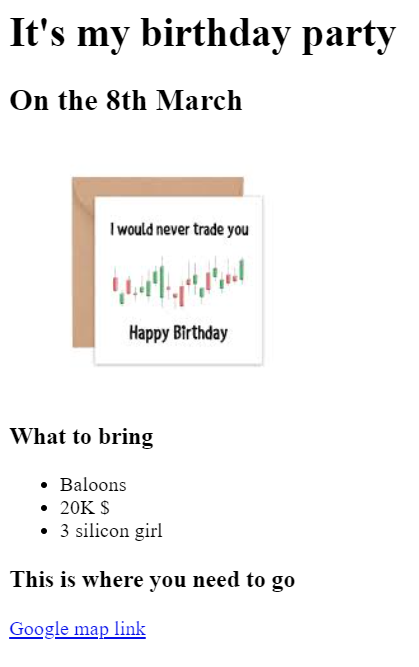 It's my birthday party
On the 8th March
I would never trade you
Happy Birthday
What to bring
Baloons
20K $
3 silicon girl
This is where you need to go
Google map link